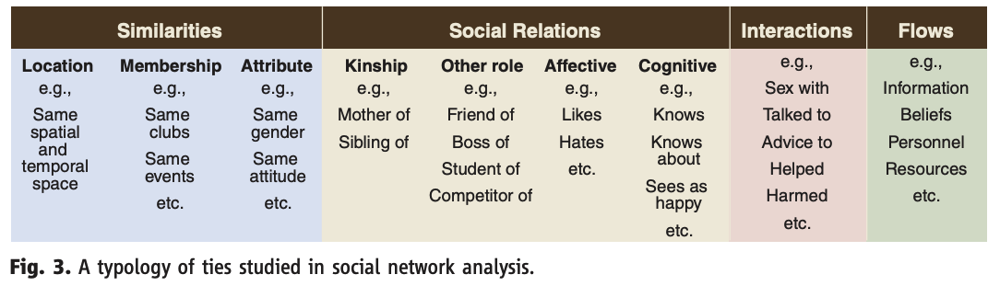 Similarities
Social Relations
Interactions
Flows
Location
e.g.,
Same
spatial
and
temporal
space
Membership
e.g.,
Same
clubs
Same
events
etc.
Attribute
e.g.,
Same
gender
Same
attitude
etc.
Kinship
e.g.,
Mother of
Sibling of
Other role
e.g.,
Friend of
Boss of
Student of
Competitor of
Affective
e.g.,
Likes
Hates
etc.
Cognitive
e.g.,
Knows
Knows
about
Sees as
happy
etc.
e.g.,
Sex with
Talked to
Advice to
Helped
Harmed
etc.
e.g.,
Information
Beliefs
Personnel
Resources
etc.
Fig. 3. A typology of ties studied in social network analysis.